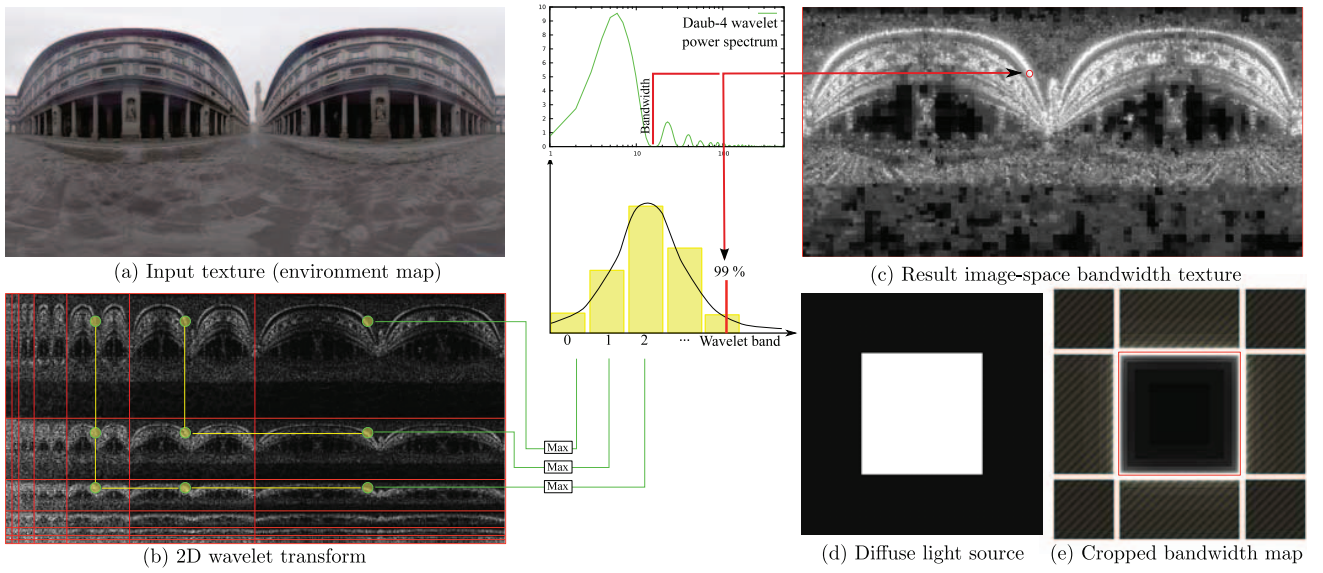 10
9
8
7
6
5
4
3
2
1
0
1
10
100
Daub-4 wavelet
power spectrum
Bandwidth
(a) Input texture (environment map)
99 %
0
1
2
...
Wavelet band
(c) Result image-space bandwidth texture
Max
Max
Max
(b) 2D wavelet transform
(d) Diffuse light source
(e) Cropped bandwidth map